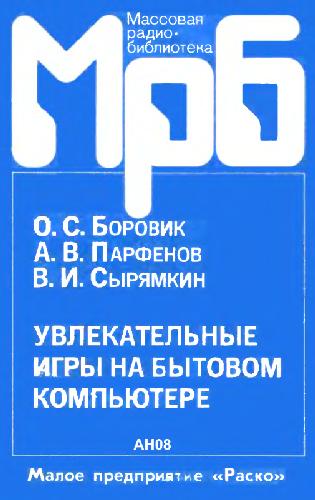 Массовая
радио-
библиотека
Мрб
О. С. Боровик
А. В. Парфенов
В. И. Сырямкин
УВЛЕКАТЕЛЬНЫЕ
ИГРЫ НА БЫТОВОМ
КОМПЬЮТЕРЕ
АН08
Малое предприятие «Раско»